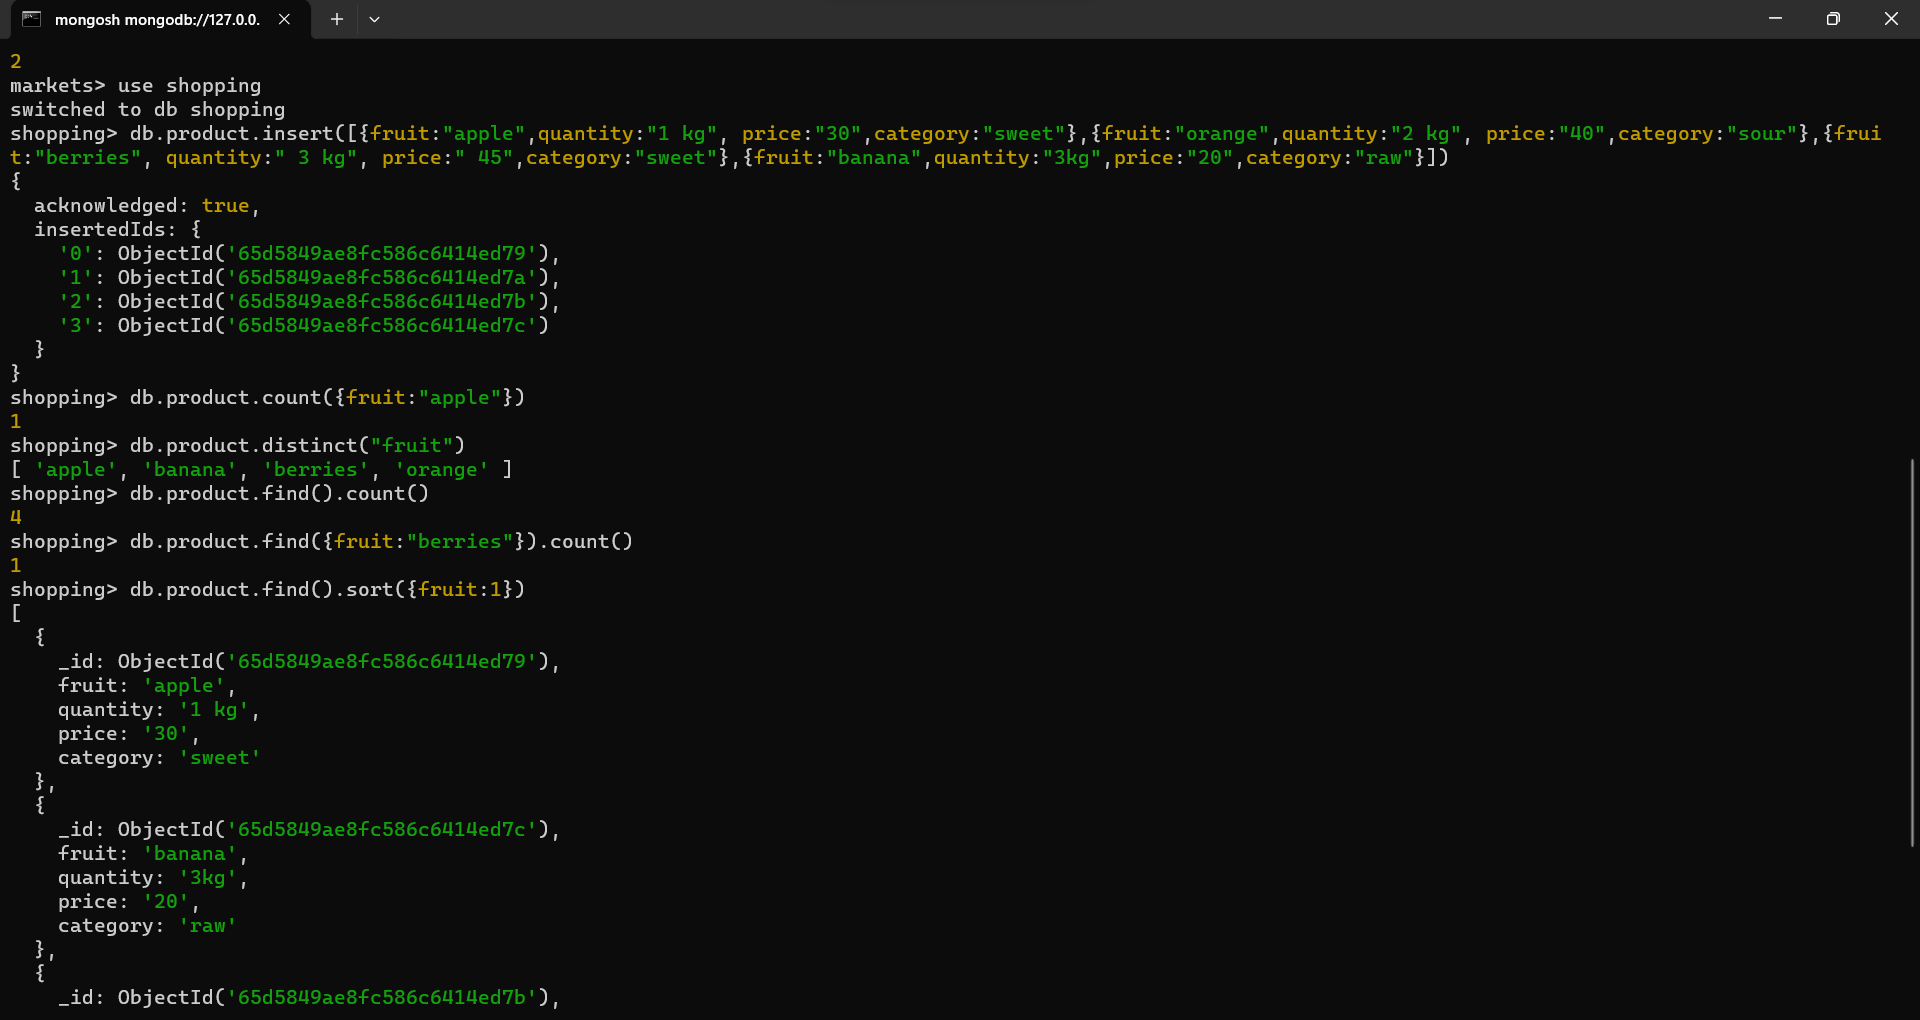 mongosh mongodb://127.0.0.
2
markets> use shopping
switched to db shopping
shopping> db.product.insert([{fruit:"apple",quantity:"1 kg", price:"30",category:"sweet"},{fruit:"orange",quantity:"2 kg", price:"40",category:"sour"},{frui
t:"berries", quantity:" 3 kg", price:" 45",category:"sweet"},{fruit:"banana",quantity:"3kg",price:"20",category:"raw"}])
{
  acknowledged: true,
  insertedIds: {
    '0': ObjectId('65d5849ae8fc586c6414ed79'),
    '1': ObjectId('65d5849ae8fc586c6414ed7a'),
    '2': ObjectId('65d5849ae8fc586c6414ed7b'),
    '3': ObjectId('65d5849ae8fc586c6414ed7c')
  }
}
shopping> db.product.count({fruit:"apple"})
1
shopping> db.product.distinct("fruit")
[ 'apple', 'banana', 'berries', 'orange' ]
shopping> db.product.find().count()
4
shopping> db.product.find({fruit:"berries"}).count()
1
shopping> db.product.find().sort({fruit:1})
[
  {
    _id: ObjectId('65d5849ae8fc586c6414ed79'),
    fruit: 'apple',
    quantity: '1 kg',
    price: '30',
    category: 'sweet'
  },
  {
    _id: ObjectId('65d5849ae8fc586c6414ed7c'),
    fruit: 'banana',
    quantity: '3kg',
    price: '20',
    category: 'raw'
  },
  {
    _id: ObjectId('65d5849ae8fc586c6414ed7b'),